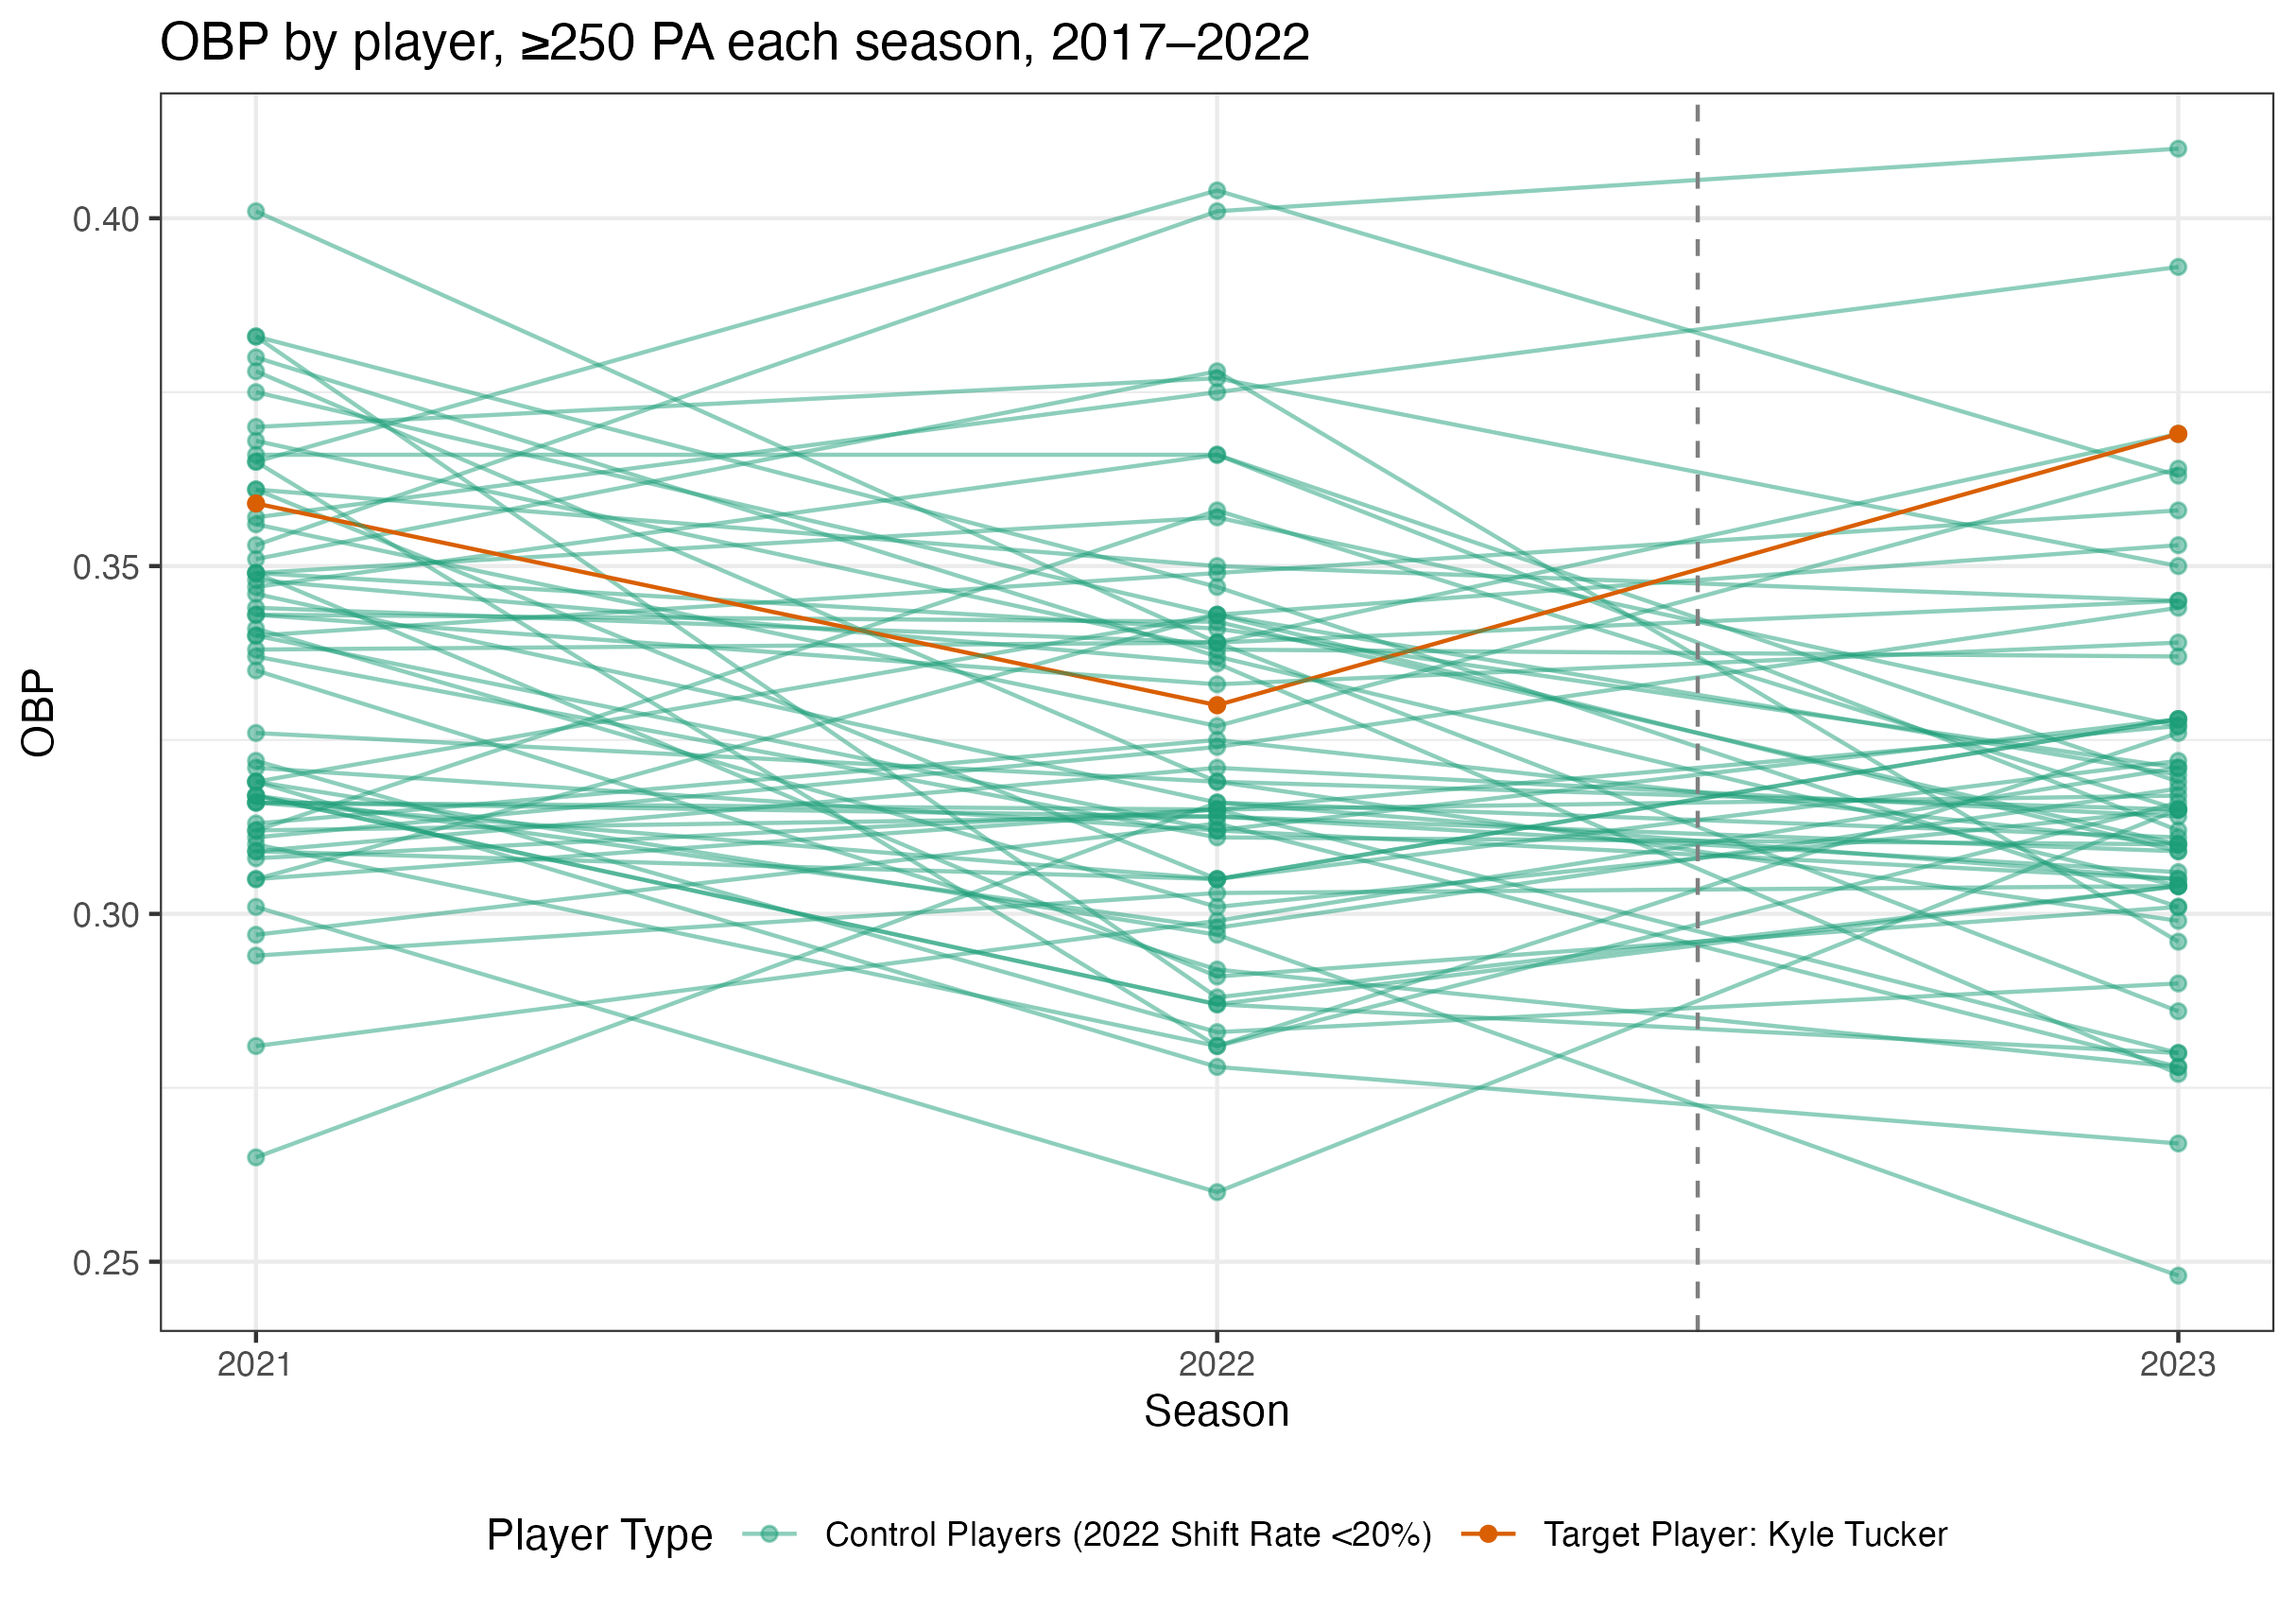 OBP by player, ≥250 PA each season, 2017–2022
OBP
0.40
0.35
0.30
0.25
2021 2022 2023
Season
Player Type Control Players (2022 Shift Rate <20%) Target Player: Kyle Tucker